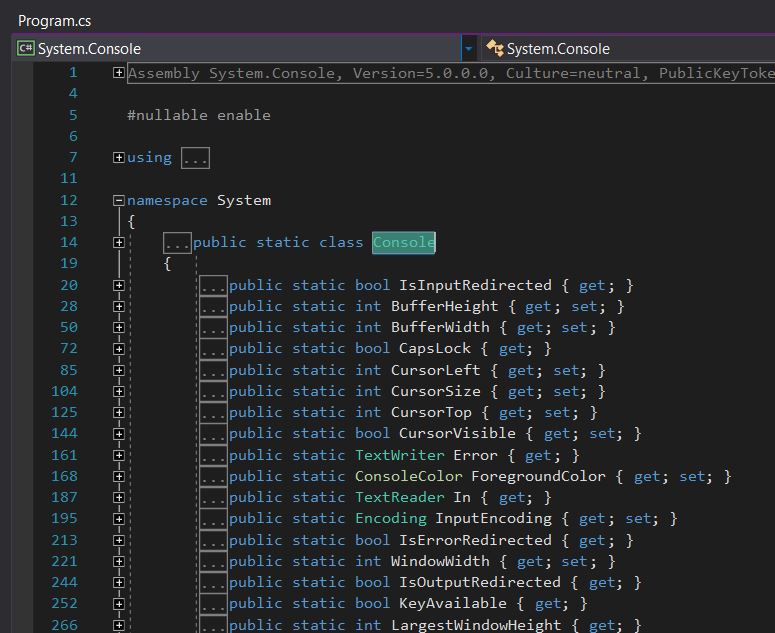 Program.cs
C# System.Console System.Console
1 Assembly System.Console, Version=5.0.0.0, Culture=neutral, PublicKeyToke
4
5 #nullable enable
6
7 using ...
11
12 namespace System
13 {
14 ...public static class Console
19 {
20 ...public static bool IsInputRedirected { get; }
28 ...public static int BufferHeight { get; set; }
50 ...public static int BufferWidth { get; set; }
72 ...public static bool CapsLock { get; }
85 ...public static int CursorLeft { get; set; }
104 ...public static int CursorSize { get; set; }
125 ...public static int CursorTop { get; set; }
144 ...public static bool CursorVisible { get; set; }
161 ...public static TextWriter Error { get; }
168 ...public static ConsoleColor ForegroundColor { get; set; }
187 ...public static TextReader In { get; }
195 ...public static Encoding InputEncoding { get; set; }
213 ...public static bool IsErrorRedirected { get; }
221 ...public static int WindowWidth { get; set; }
244 ...public static bool IsOutputRedirected { get; }
252 ...public static bool KeyAvailable { get; }
266 ...public static int LargestWindowHeight { get; }